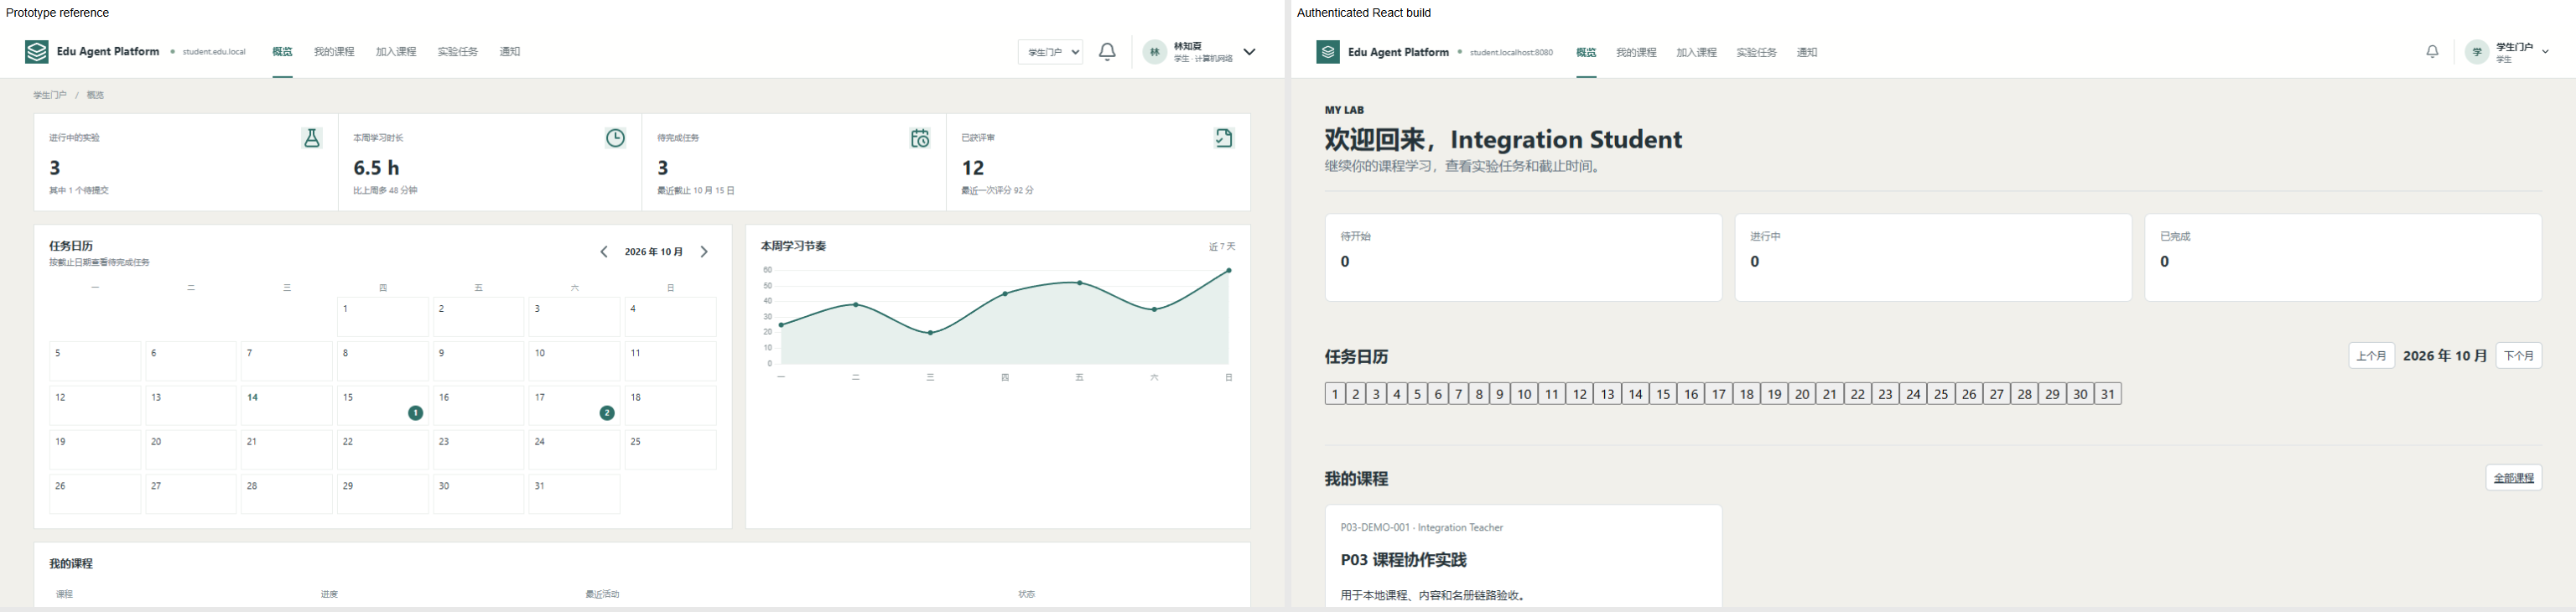 Prototype reference
Edu Agent Platform
student.edu.local
概览 我的课程 加入课程 实验任务 通知
学生门户
林
林知夏
学生 · 计算机网络
学生门户 / 概览
进行中的实验
3
其中 1 个待提交
本周学习时长
6.5 h
比上周多 48 分钟
待完成任务
3
最近截止 10 月 15 日
已获评审
12
最近一次评分 92 分
任务日历
按截止日期查看待完成任务
2026 年 10 月
一 二 三 四 五 六 日
1 2 3 4
5 6 7 8 9 10 11
12 13 14 15 1 16 17 2 18
19 20 21 22 23 24 25
26 27 28 29 30 31
本周学习节奏
近 7 天
60
50
40
30
20
10
0
一 二 三 四 五 六 日
我的课程
课程 进度 最近活动 状态
Authenticated React build
Edu Agent Platform
student.localhost:8080
概览 我的课程 加入课程 实验任务 通知
学
学生门户
学生
MY LAB
欢迎回来，Integration Student
继续你的课程学习，查看实验任务和截止时间。
待开始
0
进行中
0
已完成
0
任务日历
上个月 2026 年 10 月 下个月
1 2 3 4 5 6 7 8 9 10 11 12 13 14 15 16 17 18 19 20 21 22 23 24 25 26 27 28 29 30 31
我的课程
全部课程
P03-DEMO-001 · Integration Teacher
P03 课程协作实践
用于本地课程、内容和名册链路验收。